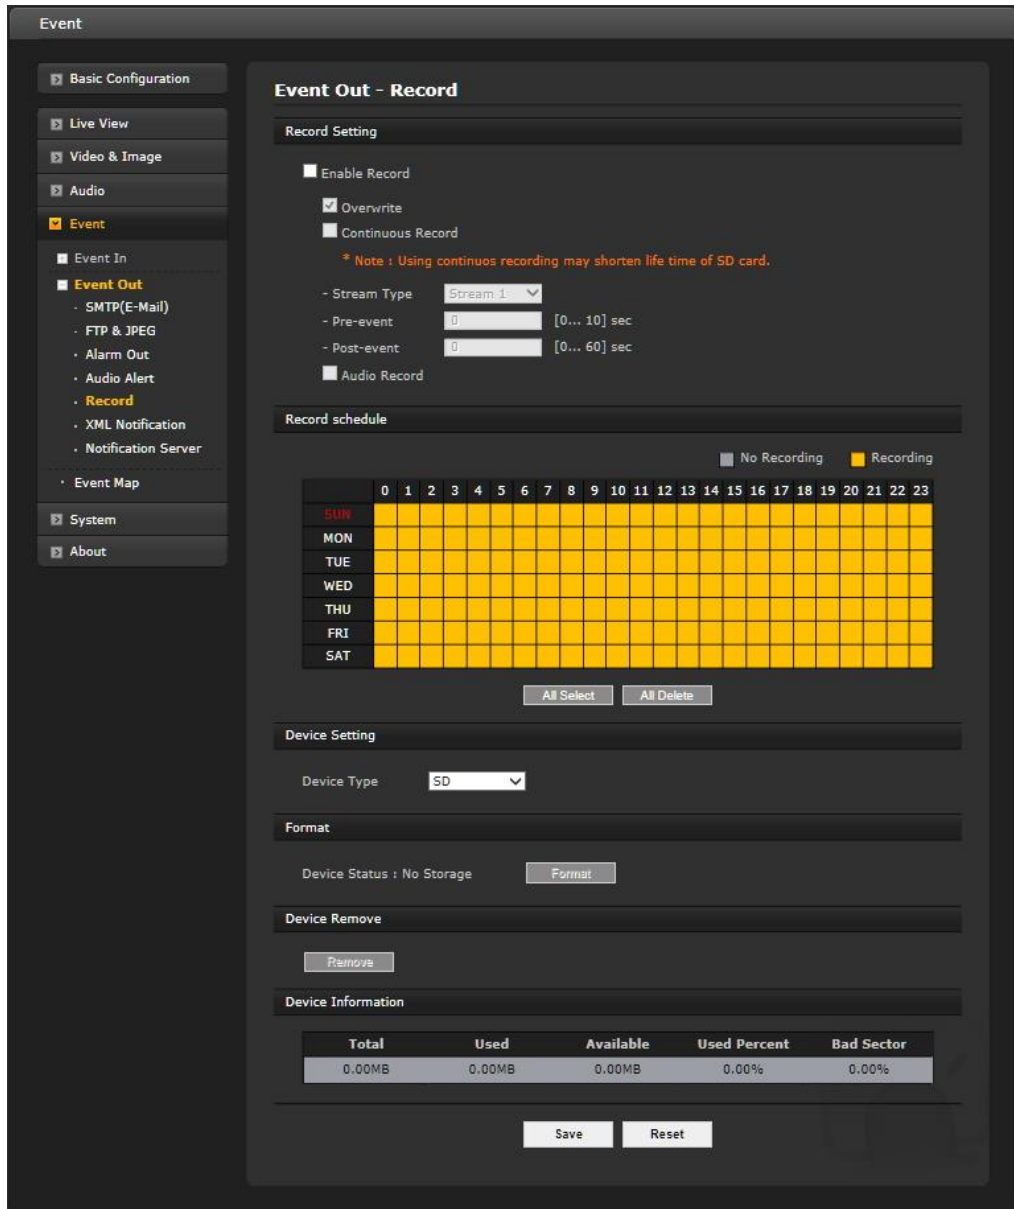 Event
Basic Configuration
Live View
Video & Image
Audio
Event
Event In
Event Out
SMTP(E-Mail)
FTP & JPEG
Alarm Out
Audio Alert
Record
XML Notification
Notification Server
Event Map
System
About
Event Out - Record
Record Setting
Enable Record
Overwrite
Continuous Record
* Note : Using continuos recording may shorten life time of SD card.
- Stream Type Stream 1
- Pre-event 0 [0... 10] sec
- Post-event 0 [0... 60] sec
Audio Record
Record schedule
No Recording Recording
0 1 2 3 4 5 6 7 8 9 10 11 12 13 14 15 16 17 18 19 20 21 22 23
SUN
MON
TUE
WED
THU
FRI
SAT
All Select All Delete
Device Setting
Device Type SD
Format
Device Status : No Storage Format
Device Remove
Remove
Device Information
Total Used Available Used Percent Bad Sector
0.00MB 0.00MB 0.00MB 0.00% 0.00%
Save Reset